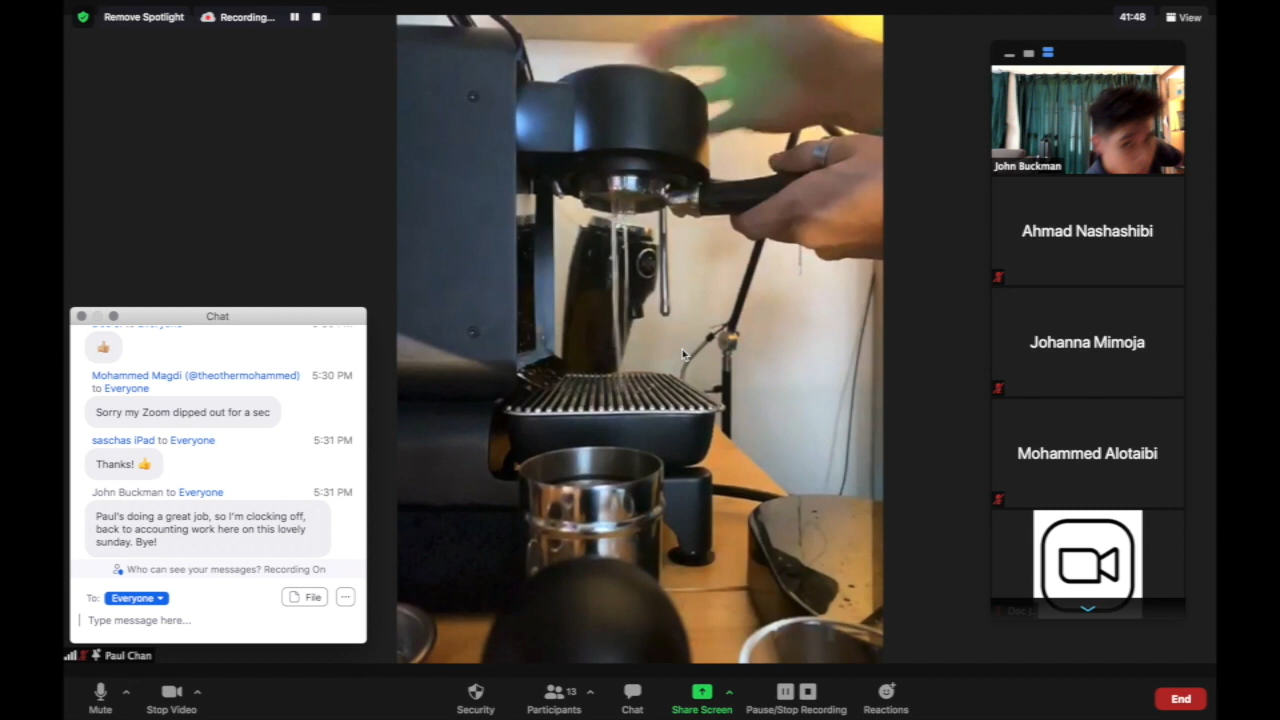 Remove Spotlight
Recording...
41:48
View
John Buckman
Ahmad Nashashibi
Johanna Mimoja
Mohammed Alotaibi
Chat
Mohammed Magdi (@theothermohammed) 5:30 PM
to Everyone
Sorry my Zoom dipped out for a sec
saschas iPad to Everyone 5:31 PM
Thanks! 👍
John Buckman to Everyone 5:31 PM
Paul's doing a great job, so I'm clocking off,
back to accounting work here on this lovely
sunday. Bye!
Who can see your messages? Recording On
To: Everyone
File
Type message here...
Paul Chan
Mute
Stop Video
Security
Participants
13
Chat
Share Screen
Pause/Stop Recording
Reactions
End